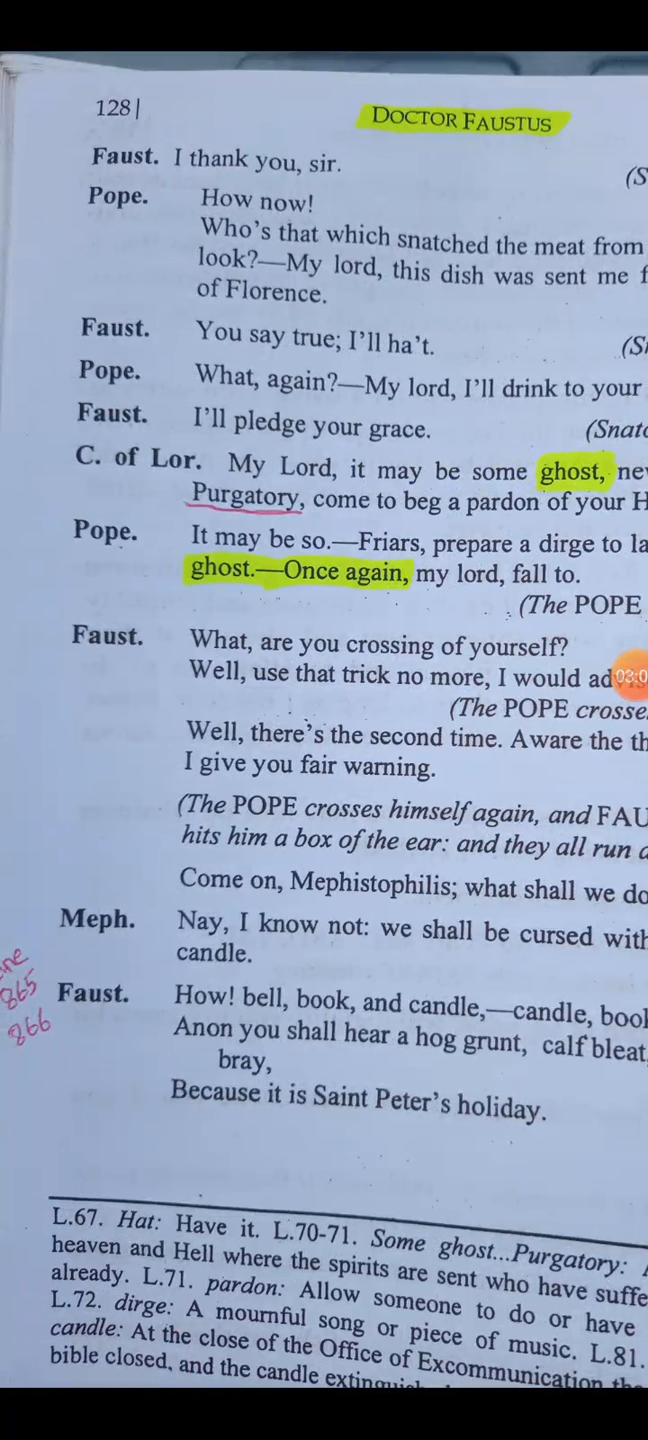 128|
DOCTOR FAUSTUS
Faust. I thank you, sir.
(S
Pope. How now!
Who's that which snatched the meat from
look?—My lord, this dish was sent me f
of Florence.
Faust. You say true; I'll ha't.
(S
Pope. What, again?—My lord, I'll drink to your
Faust. I'll pledge your grace. (Snatc
C. of Lor. My Lord, it may be some ghost, ne
Purgatory, come to beg a pardon of your H
Pope. It may be so.—Friars, prepare a dirge to la
ghost.—Once again, my lord, fall to.
(The POPE
Faust. What, are you crossing of yourself?
Well, use that trick no more, I would
03:0
(The POPE crosse
Well, there's the second time. Aware the th
I give you fair warning.
(The POPE crosses himself again, and FAU
hits him a box of the ear: and they all run a
Come on, Mephistophilis; what shall we do
Meph. Nay, I know not: we shall be cursed with
candle.
865
866
Faust. How! bell, book, and candle,—candle, book
Anon you shall hear a hog grunt, calf bleat,
bray,
Because it is Saint Peter's holiday.
L.67. Hat: Have it. L.70-71. Some ghost...Purgatory:
heaven and Hell where the spirits are sent who have suffe
already. L.71. pardon: Allow someone to do or have
L.72. dirge: A mournful song or piece of music. L.81.
candle: At the close of the Office of Excommunication the
bible closed, and the candle